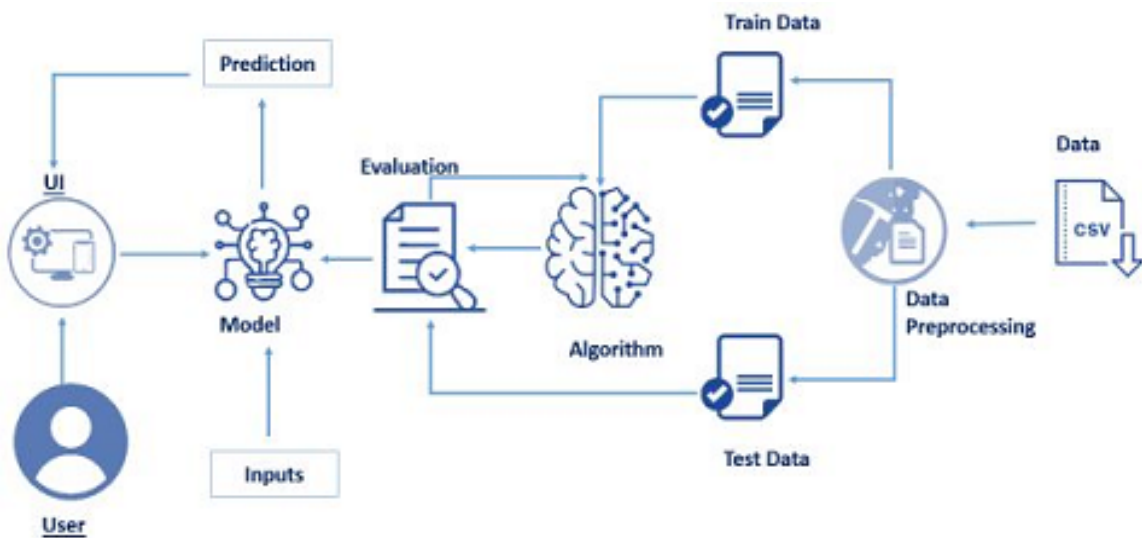 Train Data
Prediction
Data
Evaluation
UI
CSV
Model
Data
Preprocessing
Algorithm
Inputs
Test Data
User